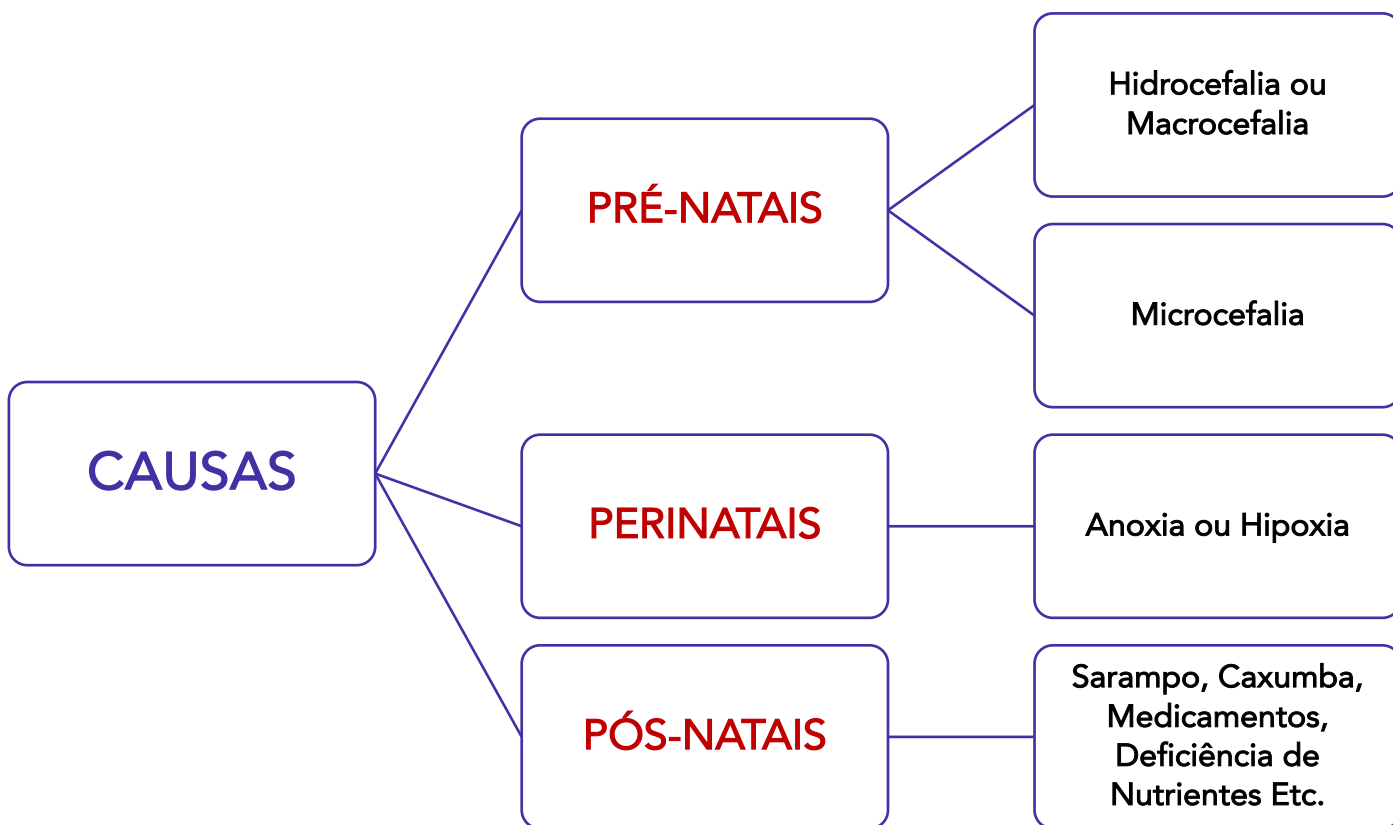 CAUSAS
PRÉ-NATAIS
Hidrocefalia ou
Macrocefalia
Microcefalia
PERINATAIS
Anoxia ou Hipoxia
PÓS-NATAIS
Sarampo, Caxumba,
Medicamentos,
Deficiência de
Nutrientes Etc.